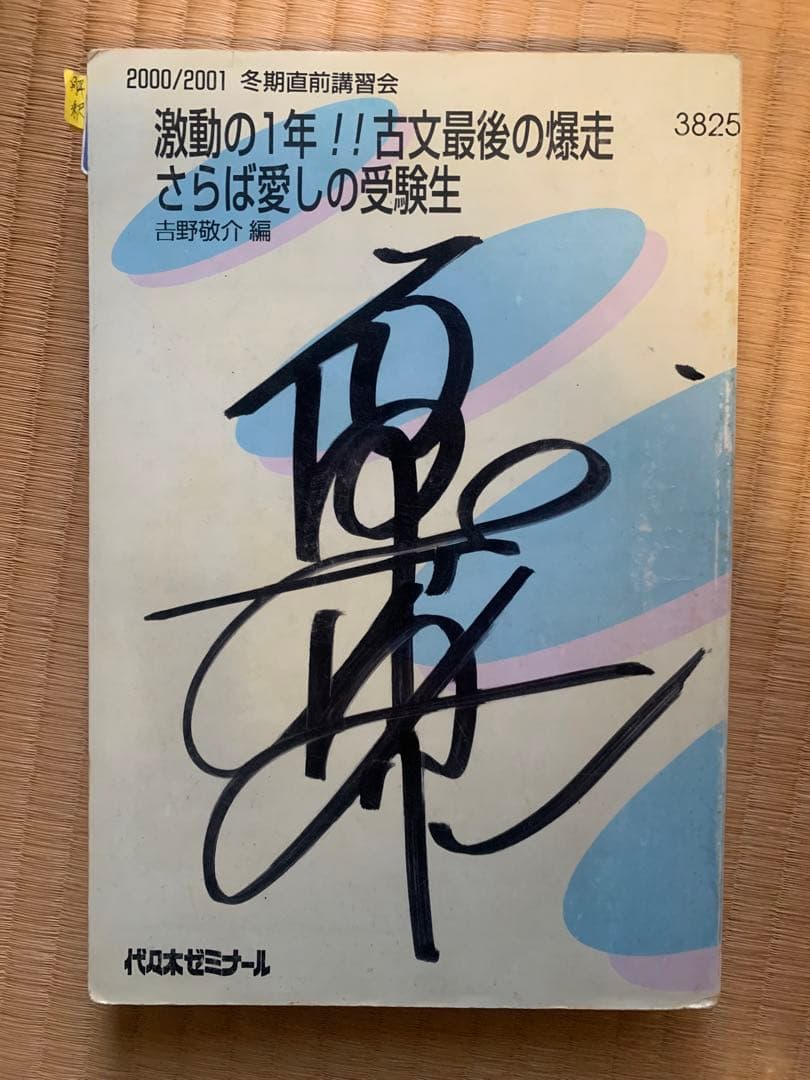 2000/2001 冬期直前講習会
激動の1年!!古文最後の爆走
3825
さらば愛しの受験生
吉野敬介 編
代々木ゼミナール